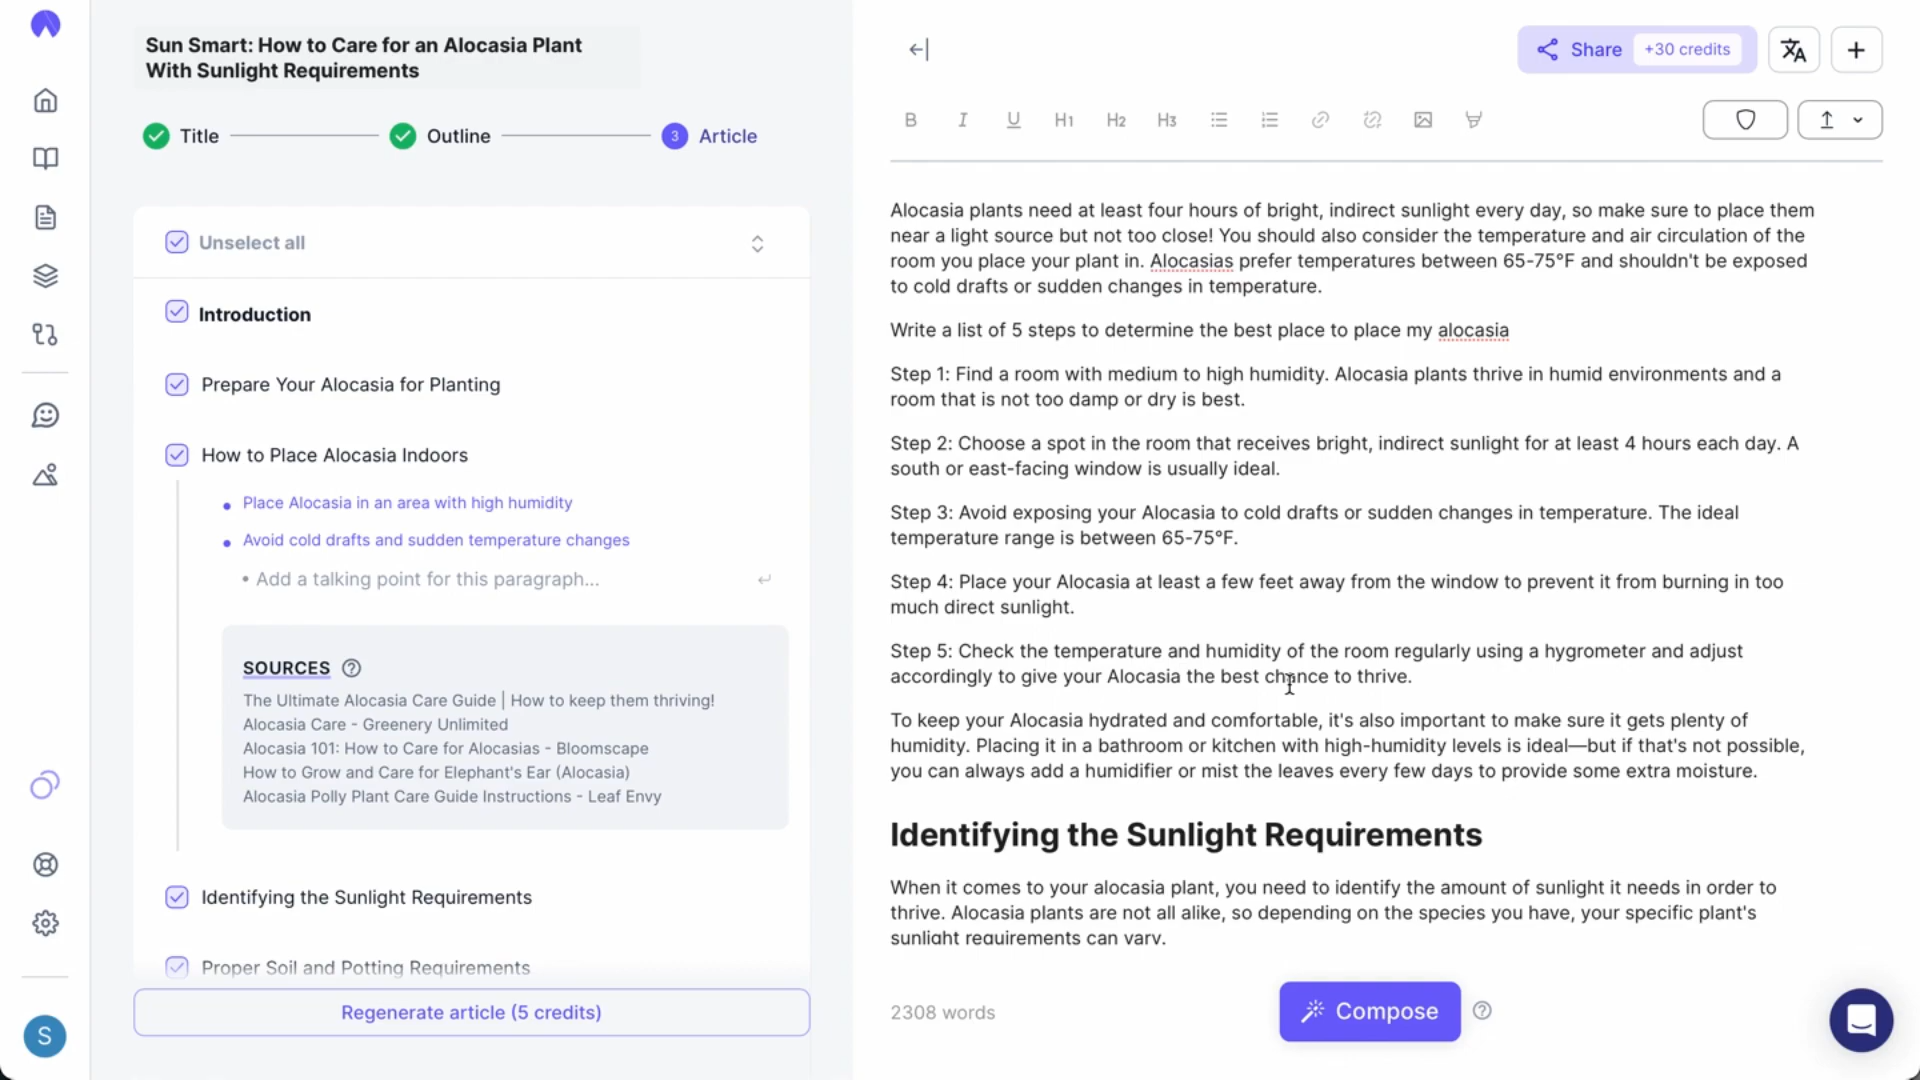 Sun Smart: How to Care for an Alocasia Plant
With Sunlight Requirements
Title
Outline
3 Article
Unselect all
Introduction
Prepare Your Alocasia for Planting
How to Place Alocasia Indoors
• Place Alocasia in an area with high humidity
• Avoid cold drafts and sudden temperature changes
• Add a talking point for this paragraph...
SOURCES ?
The Ultimate Alocasia Care Guide | How to keep them thriving!
Alocasia Care - Greenery Unlimited
Alocasia 101: How to Care for Alocasias - Bloomscape
How to Grow and Care for Elephant's Ear (Alocasia)
Alocasia Polly Plant Care Guide Instructions - Leaf Envy
Identifying the Sunlight Requirements
Proper Soil and Potting Requirements
Regenerate article (5 credits)
S
Share +30 credits
B I U H1 H2 H3
Alocasia plants need at least four hours of bright, indirect sunlight every day, so make sure to place them
near a light source but not too close! You should also consider the temperature and air circulation of the
room you place your plant in. Alocasias prefer temperatures between 65-75°F and shouldn't be exposed
to cold drafts or sudden changes in temperature.
Write a list of 5 steps to determine the best place to place my alocasia
Step 1: Find a room with medium to high humidity. Alocasia plants thrive in humid environments and a
room that is not too damp or dry is best.
Step 2: Choose a spot in the room that receives bright, indirect sunlight for at least 4 hours each day. A
south or east-facing window is usually ideal.
Step 3: Avoid exposing your Alocasia to cold drafts or sudden changes in temperature. The ideal
temperature range is between 65-75°F.
Step 4: Place your Alocasia at least a few feet away from the window to prevent it from burning in too
much direct sunlight.
Step 5: Check the temperature and humidity of the room regularly using a hygrometer and adjust
accordingly to give your Alocasia the best chance to thrive.
To keep your Alocasia hydrated and comfortable, it's also important to make sure it gets plenty of
humidity. Placing it in a bathroom or kitchen with high-humidity levels is ideal—but if that's not possible,
you can always add a humidifier or mist the leaves every few days to provide some extra moisture.
Identifying the Sunlight Requirements
When it comes to your alocasia plant, you need to identify the amount of sunlight it needs in order to
thrive. Alocasia plants are not all alike, so depending on the species you have, your specific plant's
sunlight requirements can vary.
2308 words
Compose ?